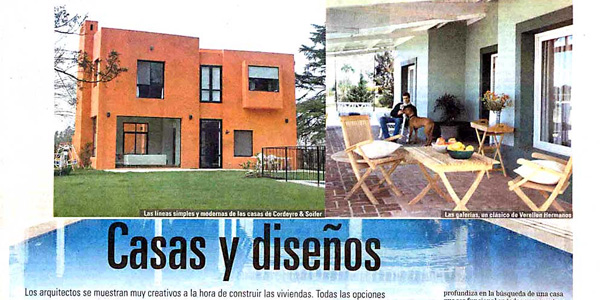 Las líneas simples y modernas de las casas de Cordeyro & Soifer
Las galerías, un clásico de Verellen Hermanos
Casas y diseños
Los arquitectos se muestran muy creativos a la hora de construir las viviendas. Todas las opciones
profundiza en la búsqueda de una casa